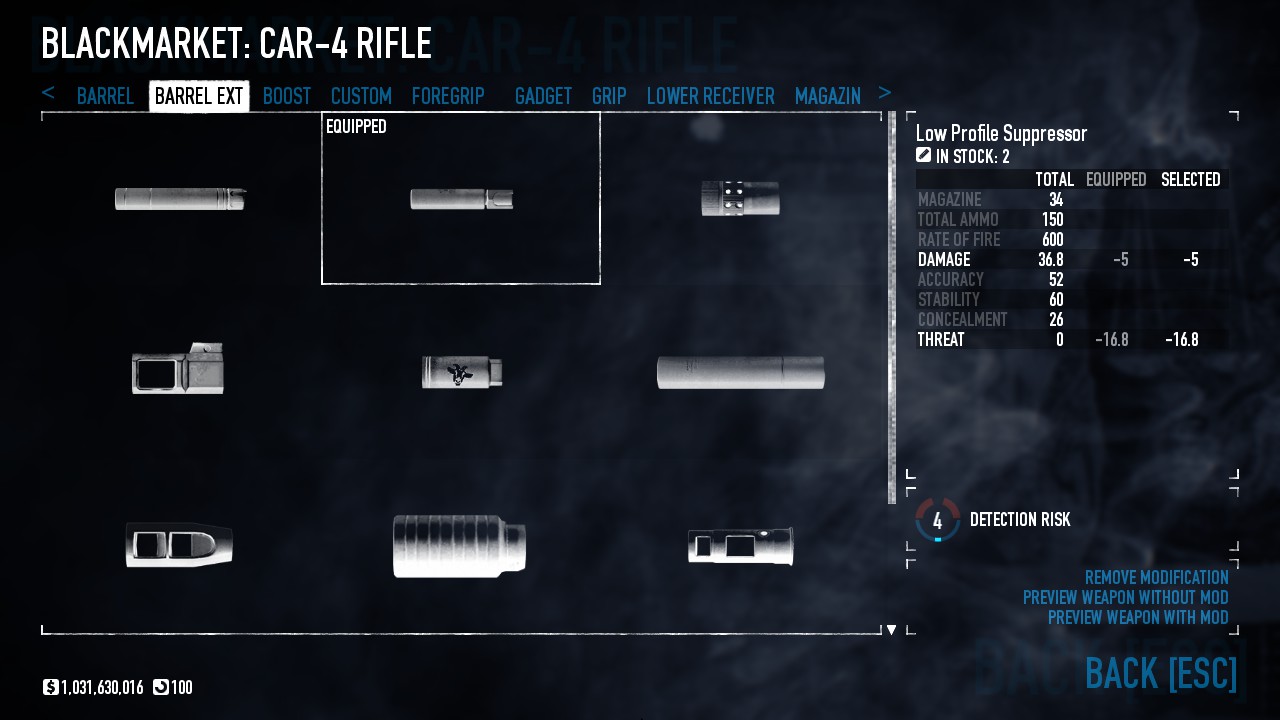 BLACKMARKET: CAR-4 RIFLE
< BARREL BARREL EXT BOOST CUSTOM FOREGRIP GADGET GRIP LOWER RECEIVER MAGAZIN >
EQUIPPED
Low Profile Suppressor
IN STOCK: 2
TOTAL EQUIPPED SELECTED
MAGAZINE 34
TOTAL AMMO 150
RATE OF FIRE 600
DAMAGE 36.8 -5 -5
ACCURACY 52
STABILITY 60
CONCEALMENT 26
THREAT 0 -16.8 -16.8
4 DETECTION RISK
REMOVE MODIFICATION
PREVIEW WEAPON WITHOUT MOD
PREVIEW WEAPON WITH MOD
BACK [ESC]
$ 1,031,630,016 100